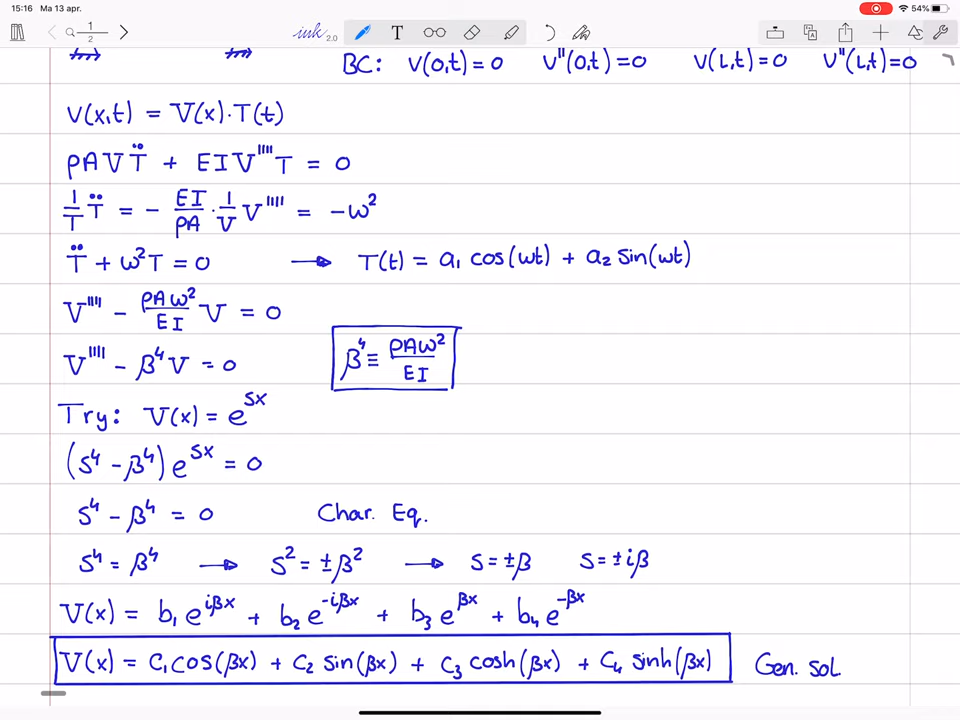 15:16 Ma 13 apr. 54%
1/2 ink 2.0 T
BC: v(0,t) = 0 v''(0,t) = 0 v(L,t) = 0 v''(L,t) = 0
v(x,t) = V(x)·T(t)
ρAVT̈ + EIV''''T = 0
1/T T̈ = - EI/ρA · 1/V V'''' = -ω²
T̈ + ω²T = 0 → T(t) = a₁ cos(ωt) + a₂ sin(ωt)
V'''' - ρAω²/EI V = 0
V'''' - β⁴V = 0 β⁴ ≡ ρAω²/EI
Try: V(x) = e^sx
(s⁴ - β⁴) e^sx = 0
s⁴ - β⁴ = 0 Char. Eq.
s⁴ = β⁴ → s² = ±β² → s = ±β s = ±iβ
V(x) = b₁e^iβx + b₂e^-iβx + b₃e^βx + b₄e^-βx
V(x) = c₁cos(βx) + c₂ sin(βx) + c₃ cosh(βx) + c₄ sinh(βx) Gen. sol.